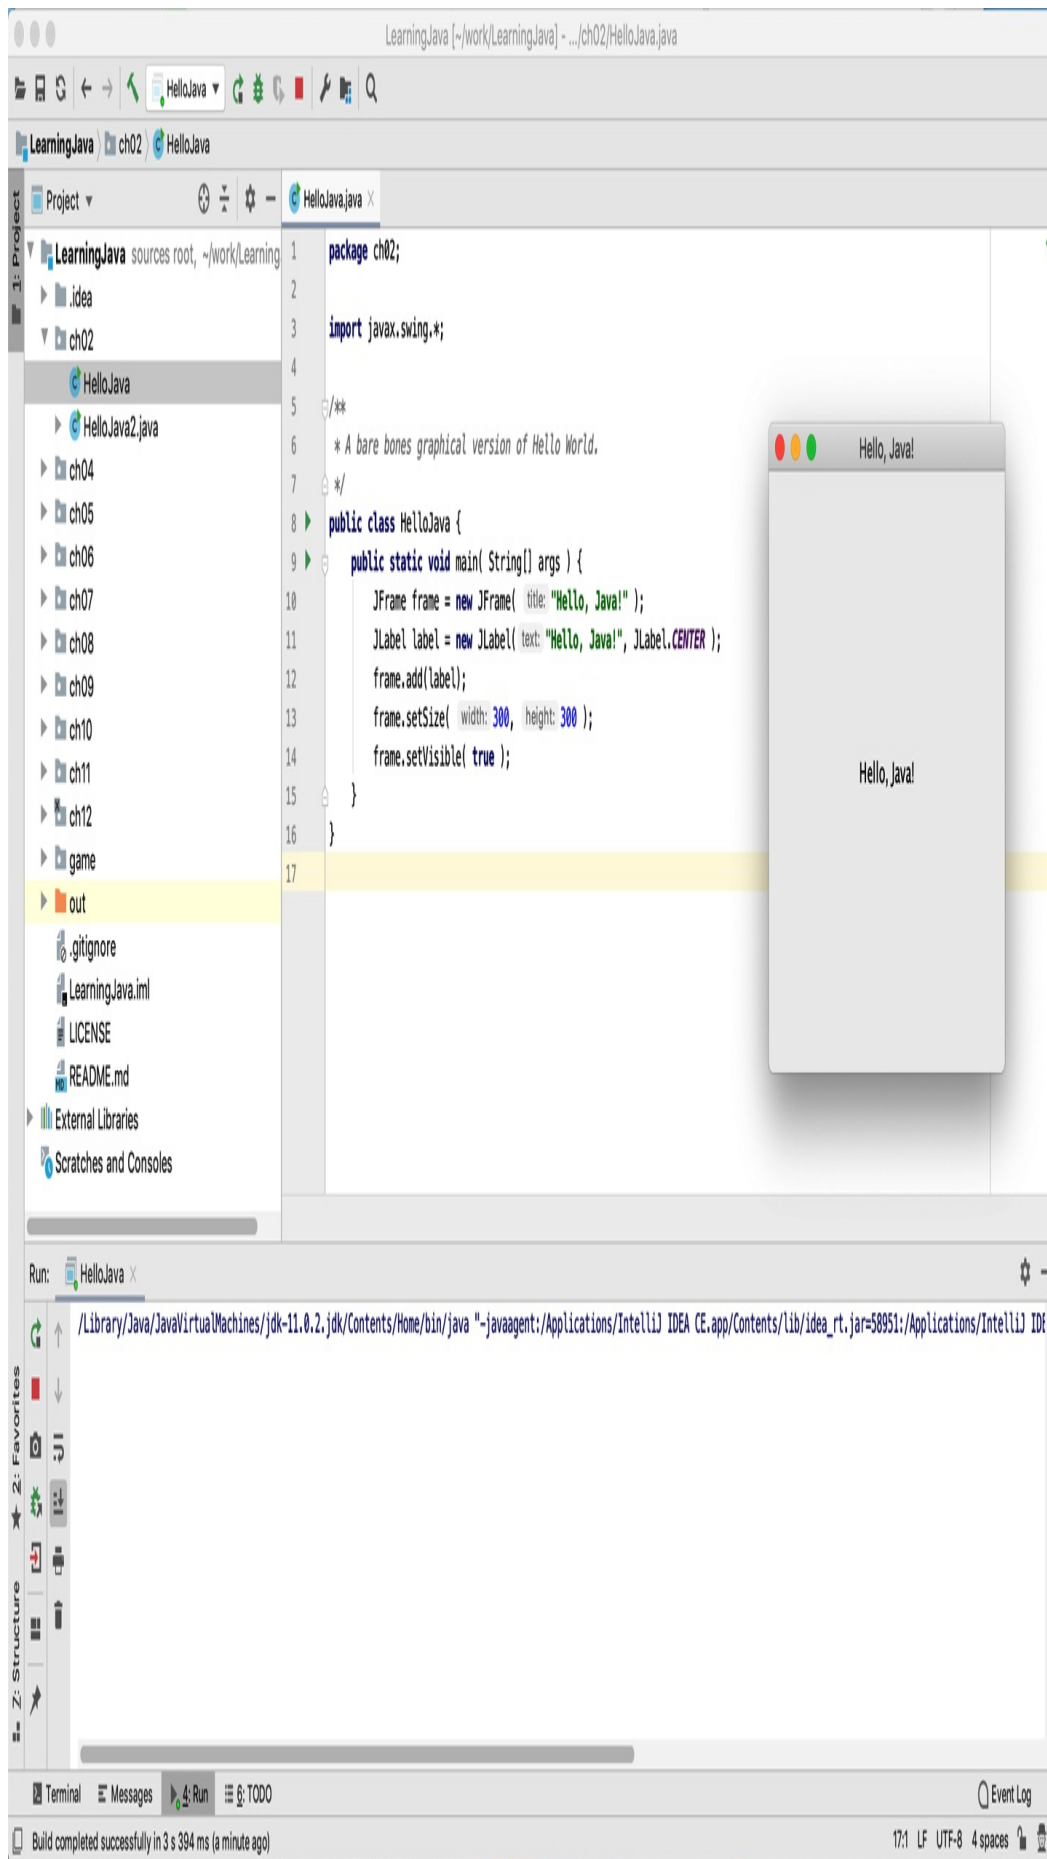 LearningJava [~/work/LearningJava] - .../ch02/HelloJava.java
HelloJava
LearningJava ch02 HelloJava
1: Project
Project
HelloJava.java
LearningJava sources root, ~/work/Learning
.idea
ch02
HelloJava
HelloJava2.java
ch04
ch05
ch06
ch07
ch08
ch09
ch10
ch11
ch12
game
out
.gitignore
LearningJava.iml
LICENSE
README.md
External Libraries
Scratches and Consoles
1 package ch02;
2
3 import javax.swing.*;
4
5 /**
6 * A bare bones graphical version of Hello World.
7 */
8 public class HelloJava {
9 public static void main( String[] args ) {
10 JFrame frame = new JFrame( title: "Hello, Java!" );
11 JLabel label = new JLabel( text: "Hello, Java!", JLabel.CENTER );
12 frame.add(label);
13 frame.setSize( width: 300, height: 300 );
14 frame.setVisible( true );
15 }
16 }
17
Hello, Java!
Hello, Java!
Run: HelloJava
/Library/Java/JavaVirtualMachines/jdk-11.0.2.jdk/Contents/Home/bin/java "-javaagent:/Applications/IntelliJ IDEA CE.app/Contents/lib/idea_rt.jar=58951:/Applications/IntelliJ IDE
2: Favorites
7: Structure
Terminal Messages 4: Run 6: TODO Event Log
Build completed successfully in 3 s 394 ms (a minute ago) 17:1 LF UTF-8 4 spaces